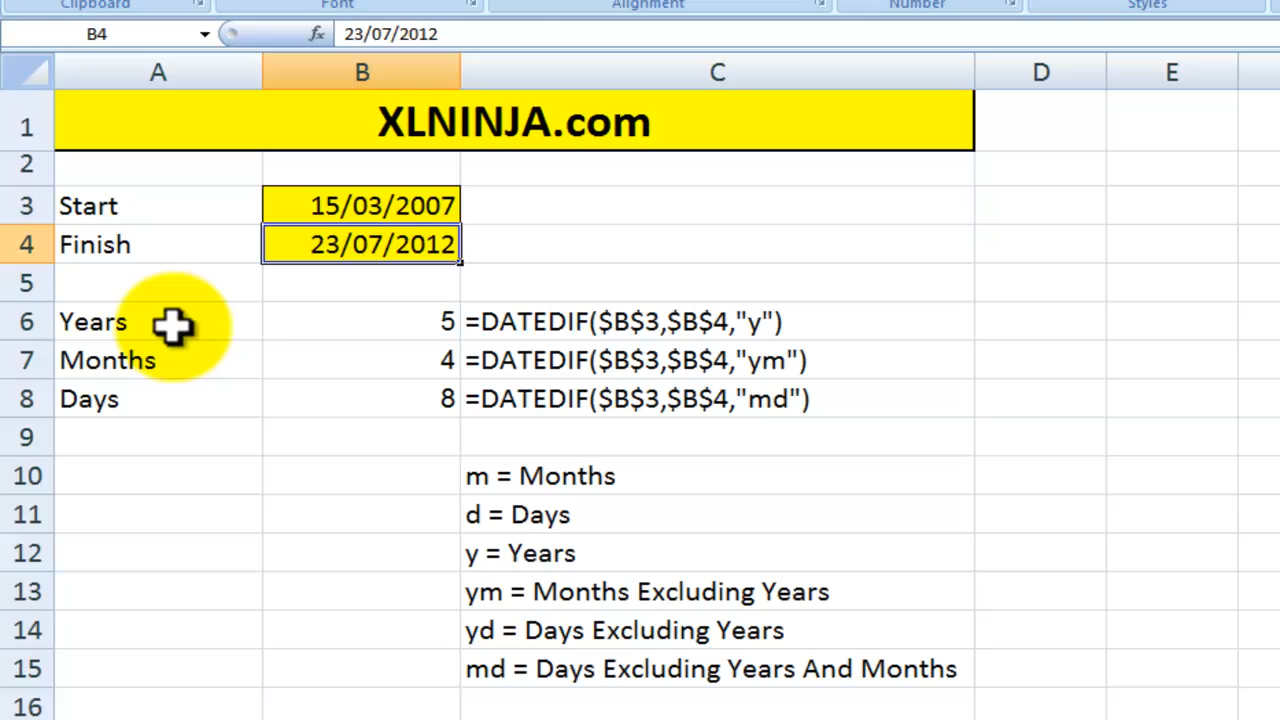 Clipboard Font Alignment Number Styles
B4 fx 23/07/2012
A B C D E
1 XLNINJA.com
2
3 Start 15/03/2007
4 Finish 23/07/2012
5
6 Years 5 =DATEDIF($B$3,$B$4,"y")
7 Months 4 =DATEDIF($B$3,$B$4,"ym")
8 Days 8 =DATEDIF($B$3,$B$4,"md")
9
10 m = Months
11 d = Days
12 y = Years
13 ym = Months Excluding Years
14 yd = Days Excluding Years
15 md = Days Excluding Years And Months
16